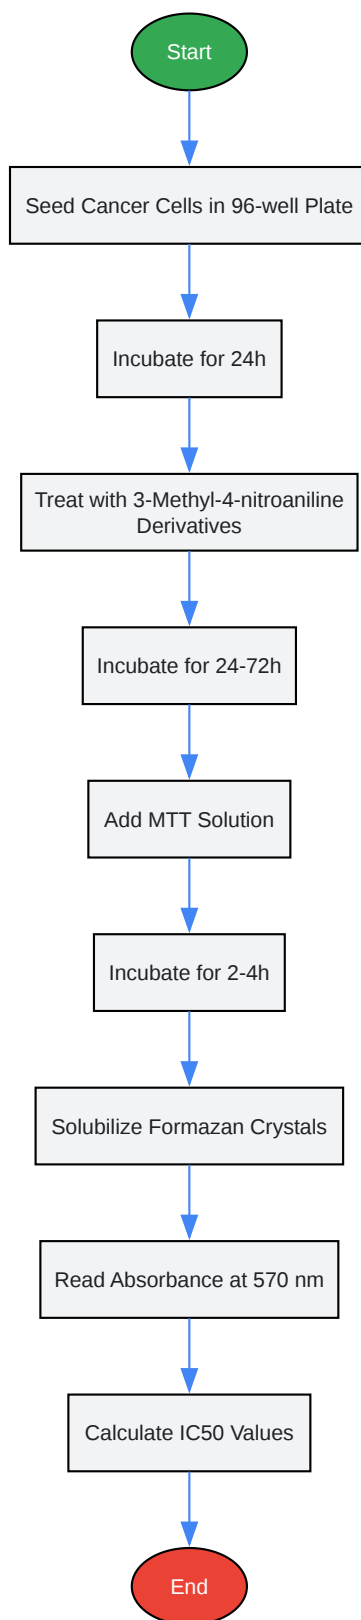 Start
Seed Cancer Cells in 96-well Plate
Incubate for 24h
Treat with 3-Methyl-4-nitroaniline
Derivatives
Incubate for 24-72h
Add MTT Solution
Incubate for 2-4h
Solubilize Formazan Crystals
Read Absorbance at 570 nm
Calculate IC50 Values
End